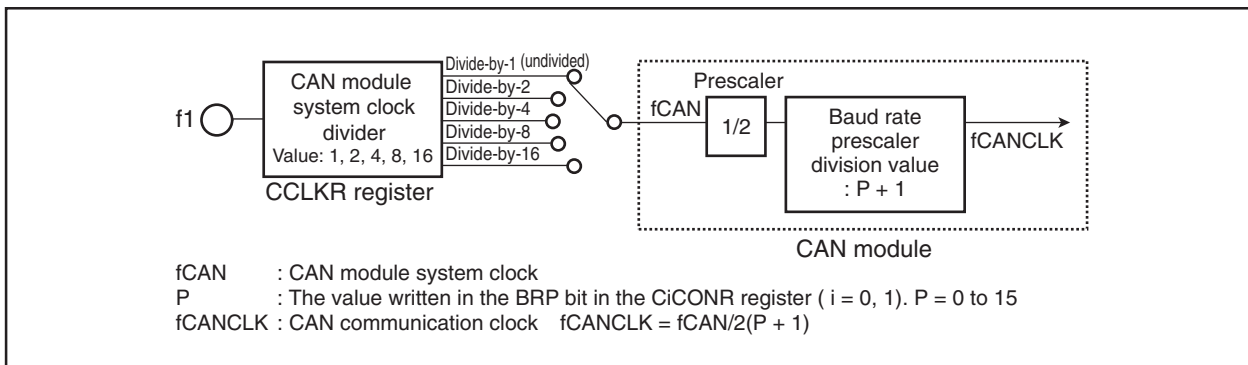 f1
CAN module
system clock
divider
Value: 1, 2, 4, 8, 16
CCLKR register
Divide-by-1 (undivided)
Divide-by-2
Divide-by-4
Divide-by-8
Divide-by-16
fCAN
Prescaler
1/2
Baud rate
prescaler
division value
: P + 1
fCANCLK
CAN module
fCAN : CAN module system clock
P : The value written in the BRP bit in the CiCONR register ( i = 0, 1). P = 0 to 15
fCANCLK : CAN communication clock fCANCLK = fCAN/2(P + 1)